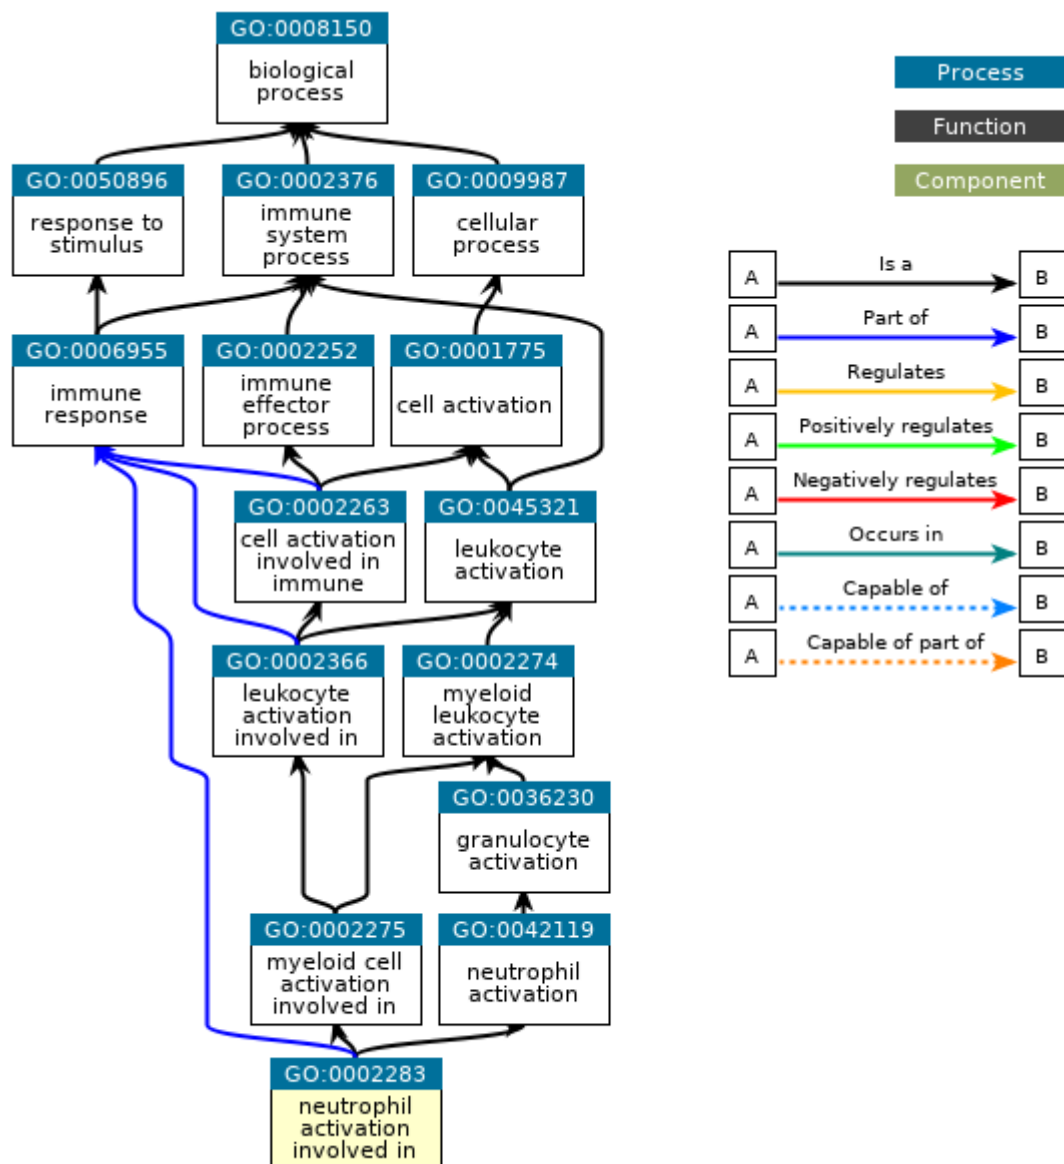 GO:0008150
biological
process
GO:0050896
response to
stimulus
GO:0002376
immune
system
process
GO:0009987
cellular
process
GO:0006955
immune
response
GO:0002252
immune
effector
process
GO:0001775
cell activation
GO:0002263
cell activation
involved in
immune
GO:0045321
leukocyte
activation
GO:0002366
leukocyte
activation
involved in
GO:0002274
myeloid
leukocyte
activation
GO:0036230
granulocyte
activation
GO:0002275
myeloid cell
activation
involved in
GO:0042119
neutrophil
activation
GO:0002283
neutrophil
activation
involved in
Process
Function
Component
A Is a B
A Part of B
A Regulates B
A Positively regulates B
A Negatively regulates B
A Occurs in B
A Capable of B
A Capable of part of B